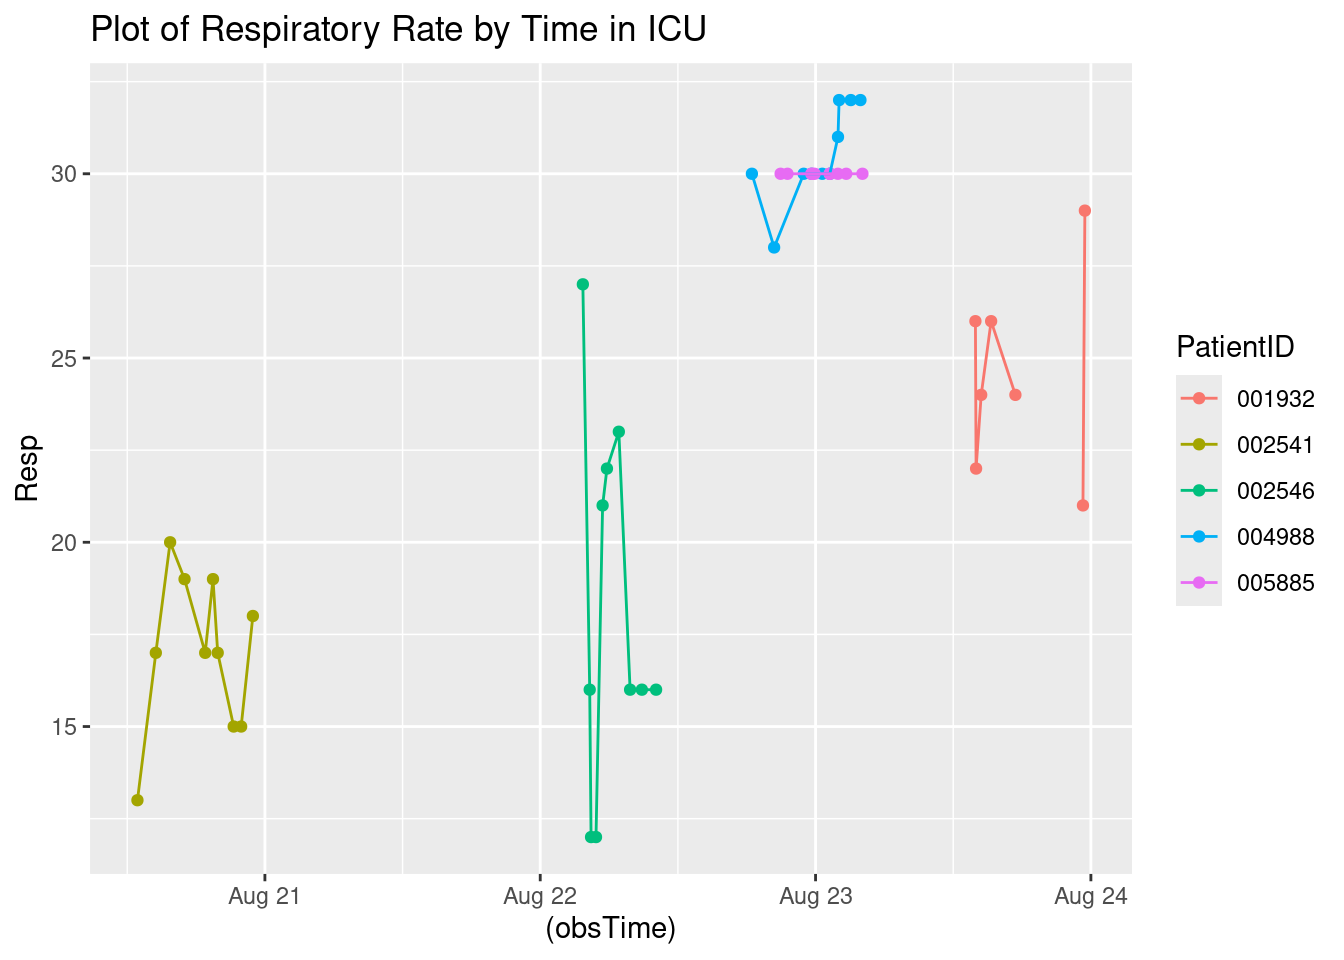 Plot of Respiratory Rate by Time in ICU
30
25
20
15
Resp
Aug 21
Aug 22
Aug 23
Aug 24
(obsTime)
PatientID
001932
002541
002546
004988
005885